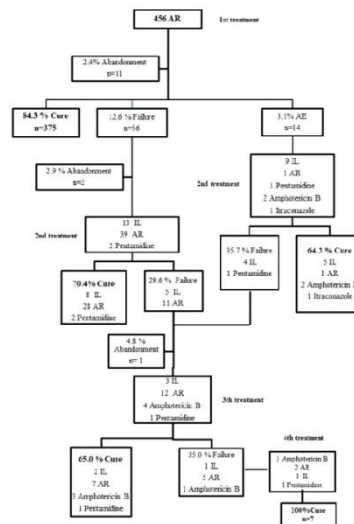 456 AR
1st treatment
2.4% Abandonment
n=11
84.3 % Cure
n=375
12.6 % Failure
n=56
3.1% AE
n=14
2.9 % Abandonment
n=2
9 IL
1 AR
1 Pentamidine
2 Amphotericin B
1 Itraconazole
2nd treatment
2nd treatment
13 IL
39 AR
2 Pentamidine
35.7 % Failure
4 IL
1 Pentamidine
64.3 % Cure
5 IL
1 AR
2 Amphotericin B
1 Itraconazole
70.4% Cure
8 IL
28 AR
2 Pentamidine
29.6 % Failure
5 IL
11 AR
4.8 %
Abandonment
n= 1
3 IL
12 AR
4 Amphotericin B
1 Pentamidine
3th treatment
65.0 % Cure
2 IL
7 AR
3 Amphotericin B
1 Pentamidine
35.0 % Failure
1 IL
5 AR
1 Amphotericin B
4th treatment
3 Amphotericin B
2 AR
1 IL
1 Pentamidine
100%Cure
n=7